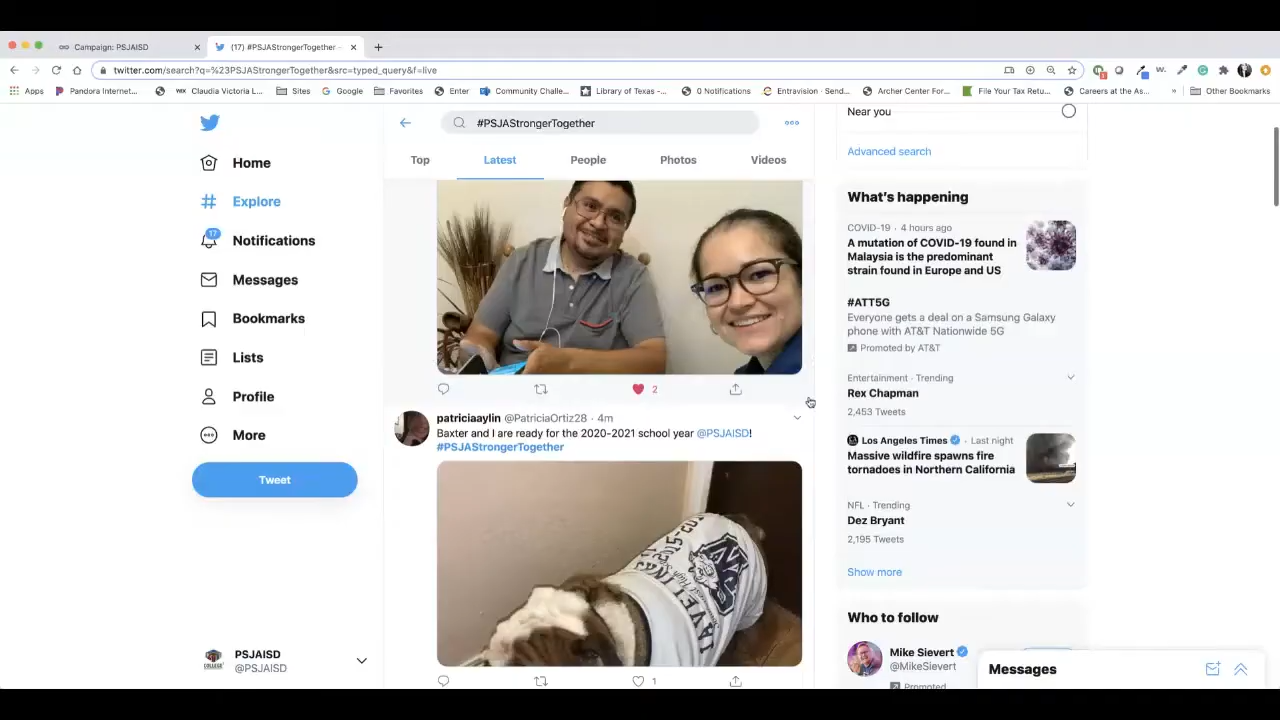 Campaign: PSJAISD
(17) #PSJAStrongerTogether –
twitter.com/search?q=%23PSJAStrongerTogether&src=typed_query&f=live
Apps
Pandora Internet...
Claudia Victoria L...
Sites
Google
Favorites
Enter
Community Challe...
Library of Texas –...
0 Notifications
Entravision · Send...
Archer Center For...
File Your Tax Retu...
Careers at the As...
»
Other Bookmarks
#PSJAStrongerTogether
Top
Latest
People
Photos
Videos
Home
Explore
17
Notifications
Messages
Bookmarks
Lists
Profile
More
Tweet
PSJAISD
@PSJAISD
2
patriciaaylin @PatriciaOrtiz28 · 4m
Baxter and I are ready for the 2020-2021 school year @PSJAISD!
#PSJAStrongerTogether
1
Near you
Advanced search
What's happening
COVID-19 · 4 hours ago
A mutation of COVID-19 found in
Malaysia is the predominant
strain found in Europe and US
#ATT5G
Everyone gets a deal on a Samsung Galaxy
phone with AT&T Nationwide 5G
Promoted by AT&T
Entertainment · Trending
Rex Chapman
2,453 Tweets
Los Angeles Times · Last night
Massive wildfire spawns fire
tornadoes in Northern California
NFL · Trending
Dez Bryant
2,195 Tweets
Show more
Who to follow
Mike Sievert
@MikeSievert
Promoted
Messages